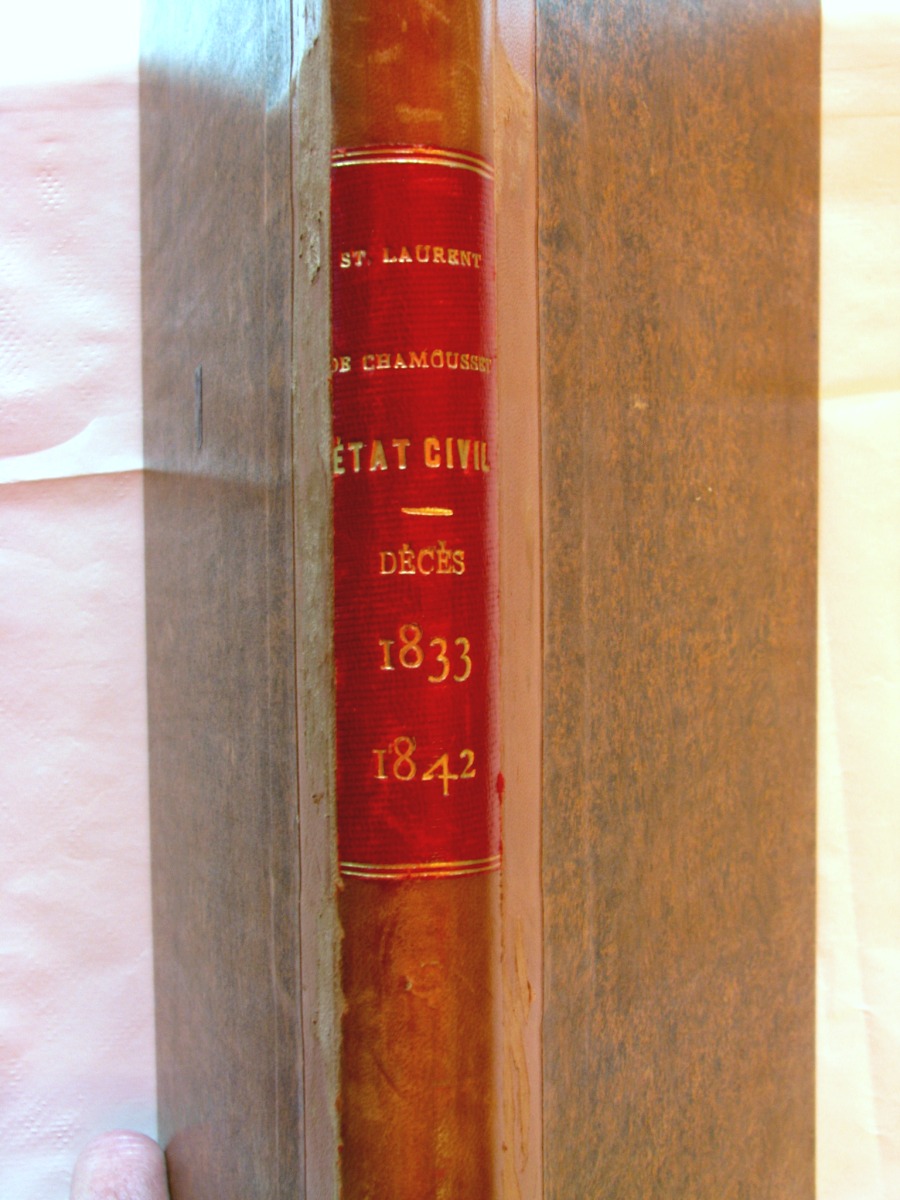 ST. LAURENT
DE CHAMOUSSET
ÉTAT CIVIL
DÉCÈS
1833
1842